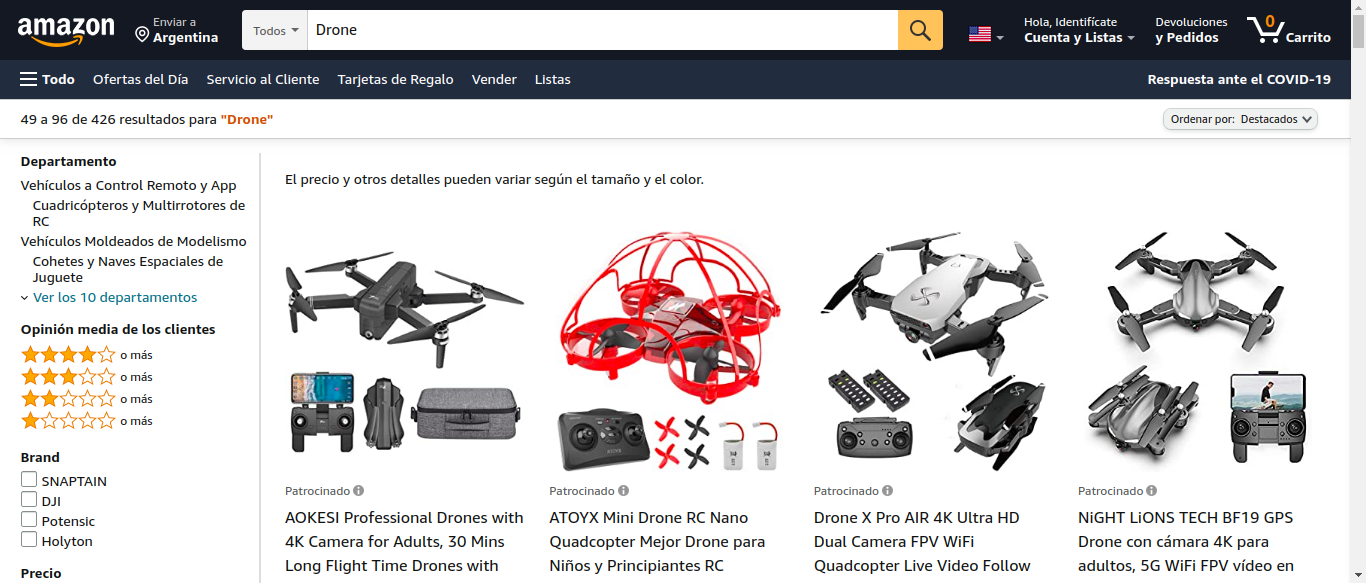 amazon
Enviar a
Argentina
Todos
Drone
Hola, Identifícate
Cuenta y Listas
Devoluciones
y Pedidos
0
Carrito
Todo
Ofertas del Día
Servicio al Cliente
Tarjetas de Regalo
Vender
Listas
Respuesta ante el COVID-19
49 a 96 de 426 resultados para "Drone"
Ordenar por: Destacados
Departamento
Vehículos a Control Remoto y App
Cuadricópteros y Multirrotores de
RC
Vehículos Moldeados de Modelismo
Cohetes y Naves Espaciales de
Juguete
Ver los 10 departamentos
Opinión media de los clientes
o más
o más
o más
o más
Brand
SNAPTAIN
DJI
Potensic
Holyton
Precio
El precio y otros detalles pueden variar según el tamaño y el color.
Patrocinado
AOKESI Professional Drones with
4K Camera for Adults, 30 Mins
Long Flight Time Drones with
Patrocinado
ATOYX Mini Drone RC Nano
Quadcopter Mejor Drone para
Niños y Principiantes RC
Patrocinado
Drone X Pro AIR 4K Ultra HD
Dual Camera FPV WiFi
Quadcopter Live Video Follow
Patrocinado
NiGHT LiONS TECH BF19 GPS
Drone con cámara 4K para
adultos, 5G WiFi FPV vídeo en